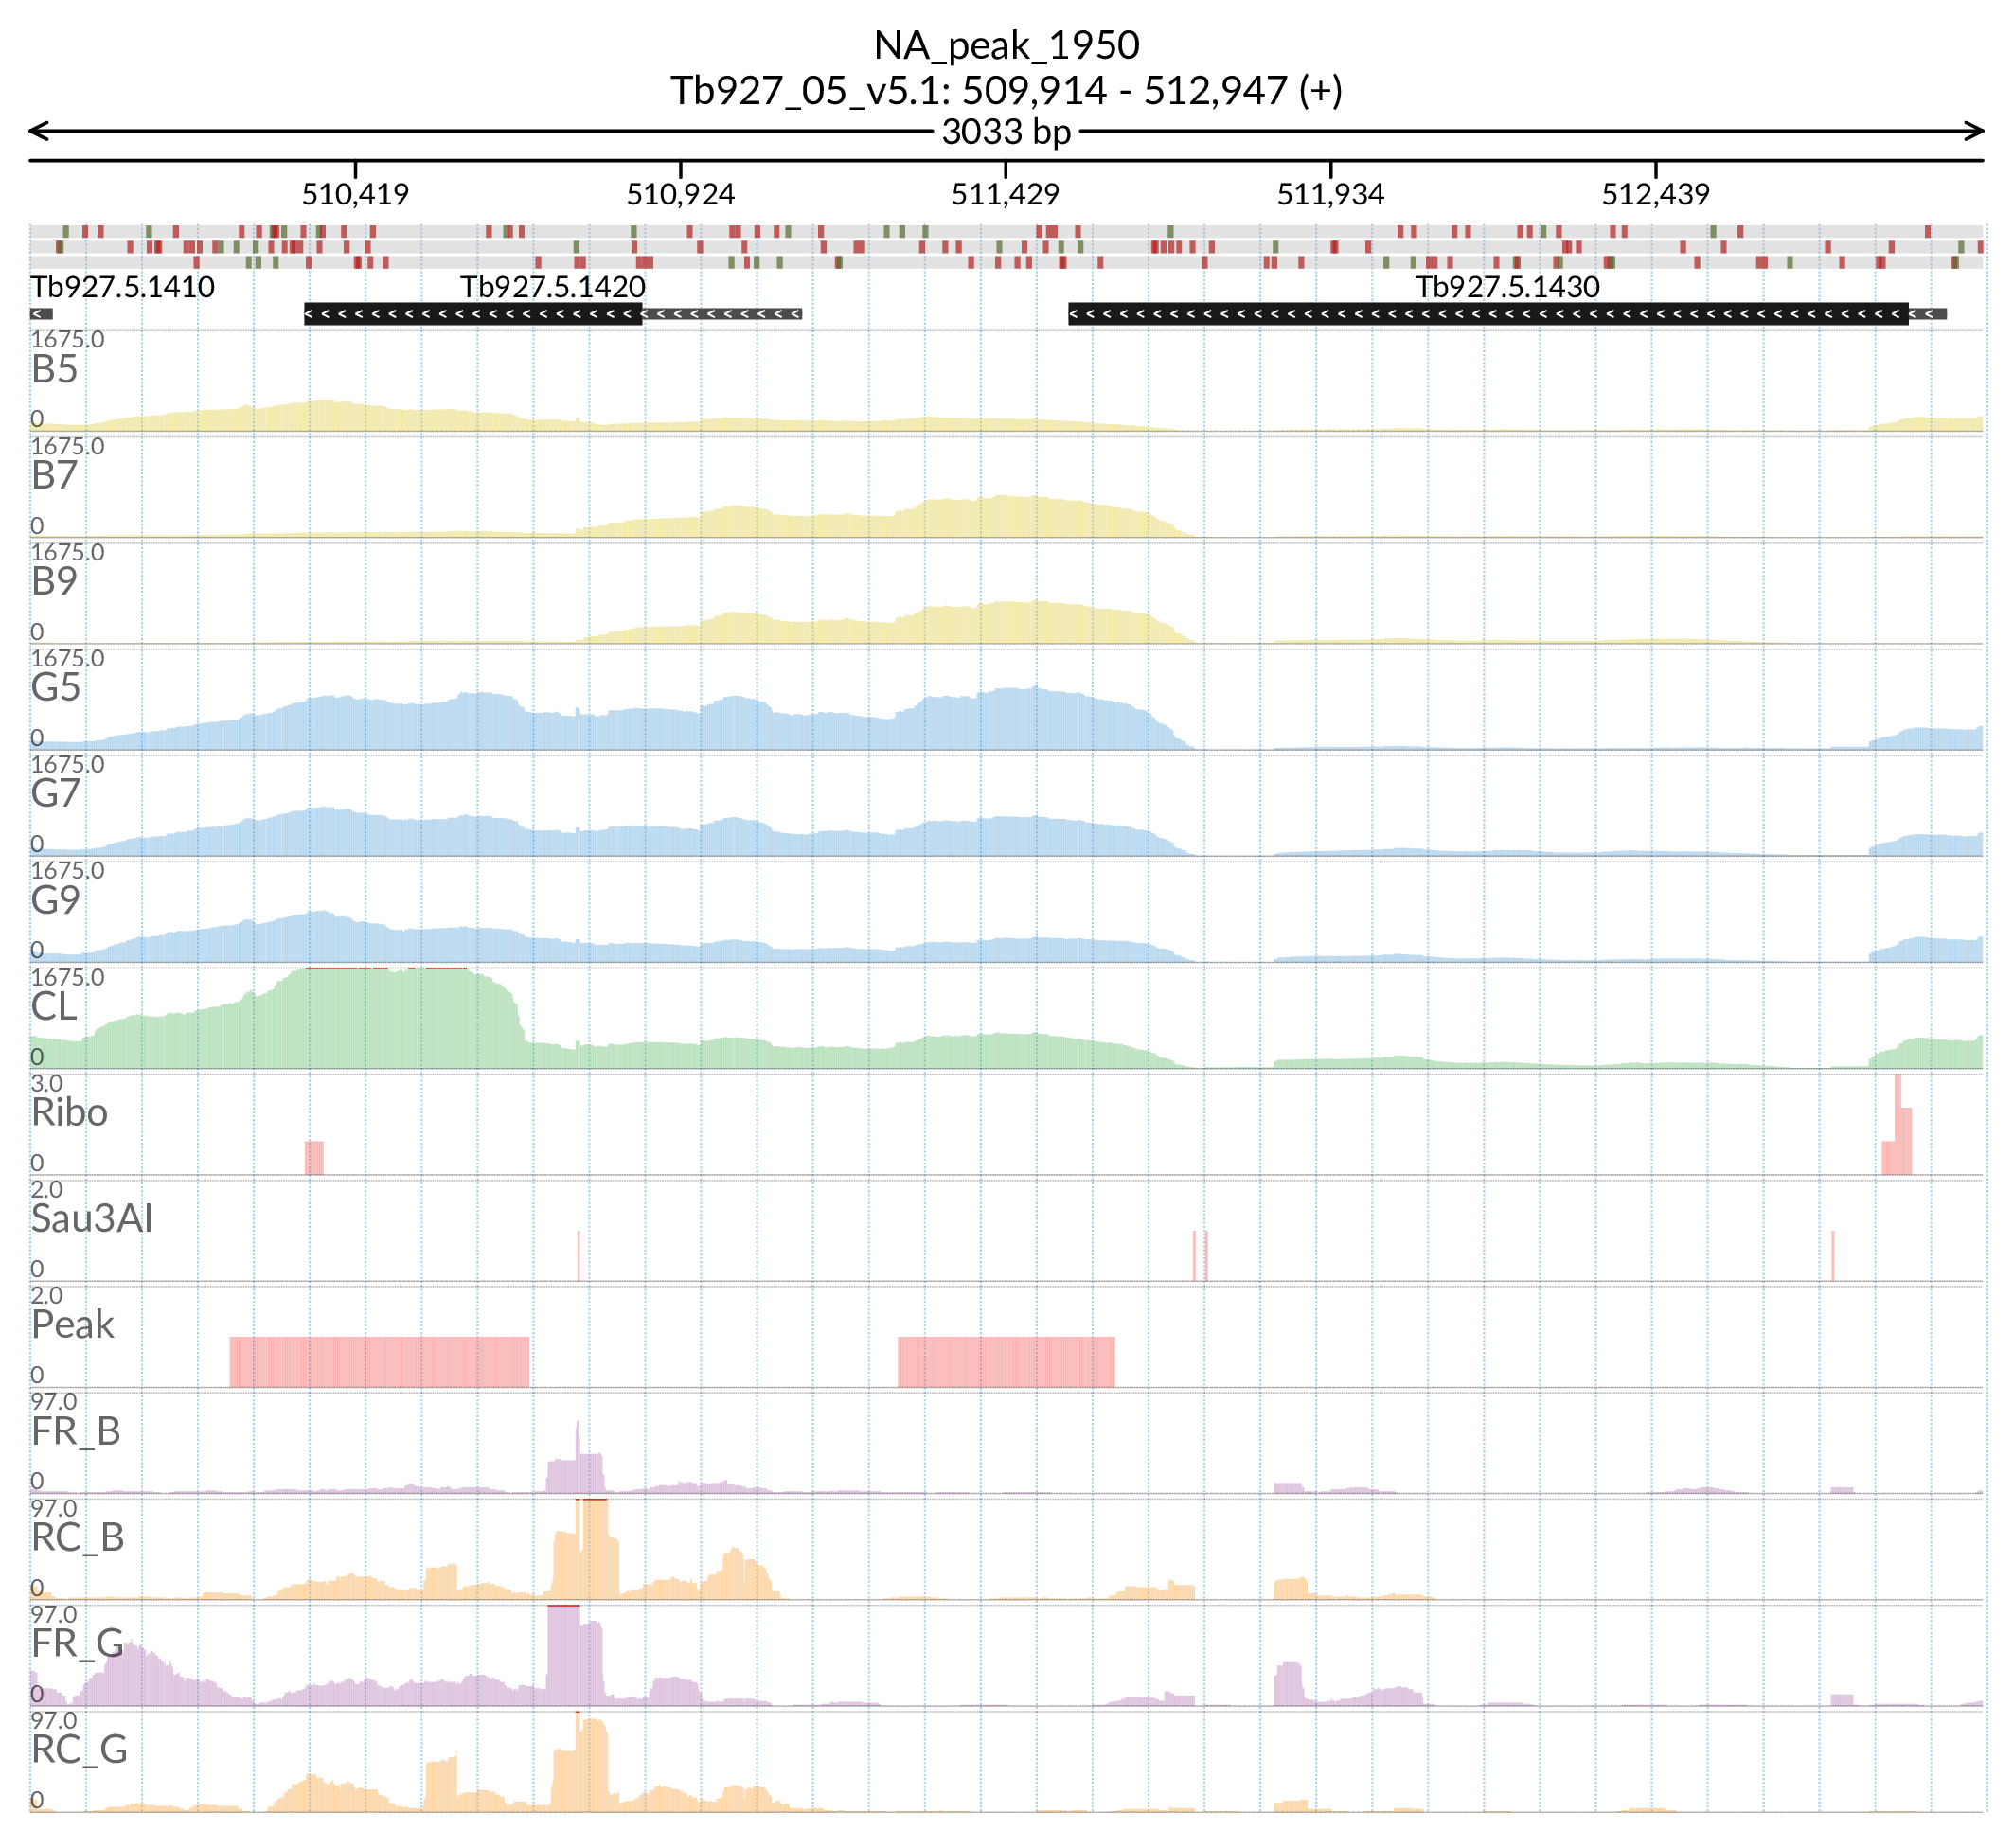 NA_peak_1950
Tb927_05_v5.1: 509,914 - 512,947 (+)
3033 bp
510,419 510,924 511,429 511,934 512,439
Tb927.5.1410 Tb927.5.1420 Tb927.5.1430
1675.0
B5
0
1675.0
B7
0
1675.0
B9
0
1675.0
G5
0
1675.0
G7
0
1675.0
G9
0
1675.0
CL
0
3.0
Ribo
0
2.0
Sau3AI
0
2.0
Peak
0
97.0
FR_B
0
97.0
RC_B
0
97.0
FR_G
0
97.0
RC_G
0